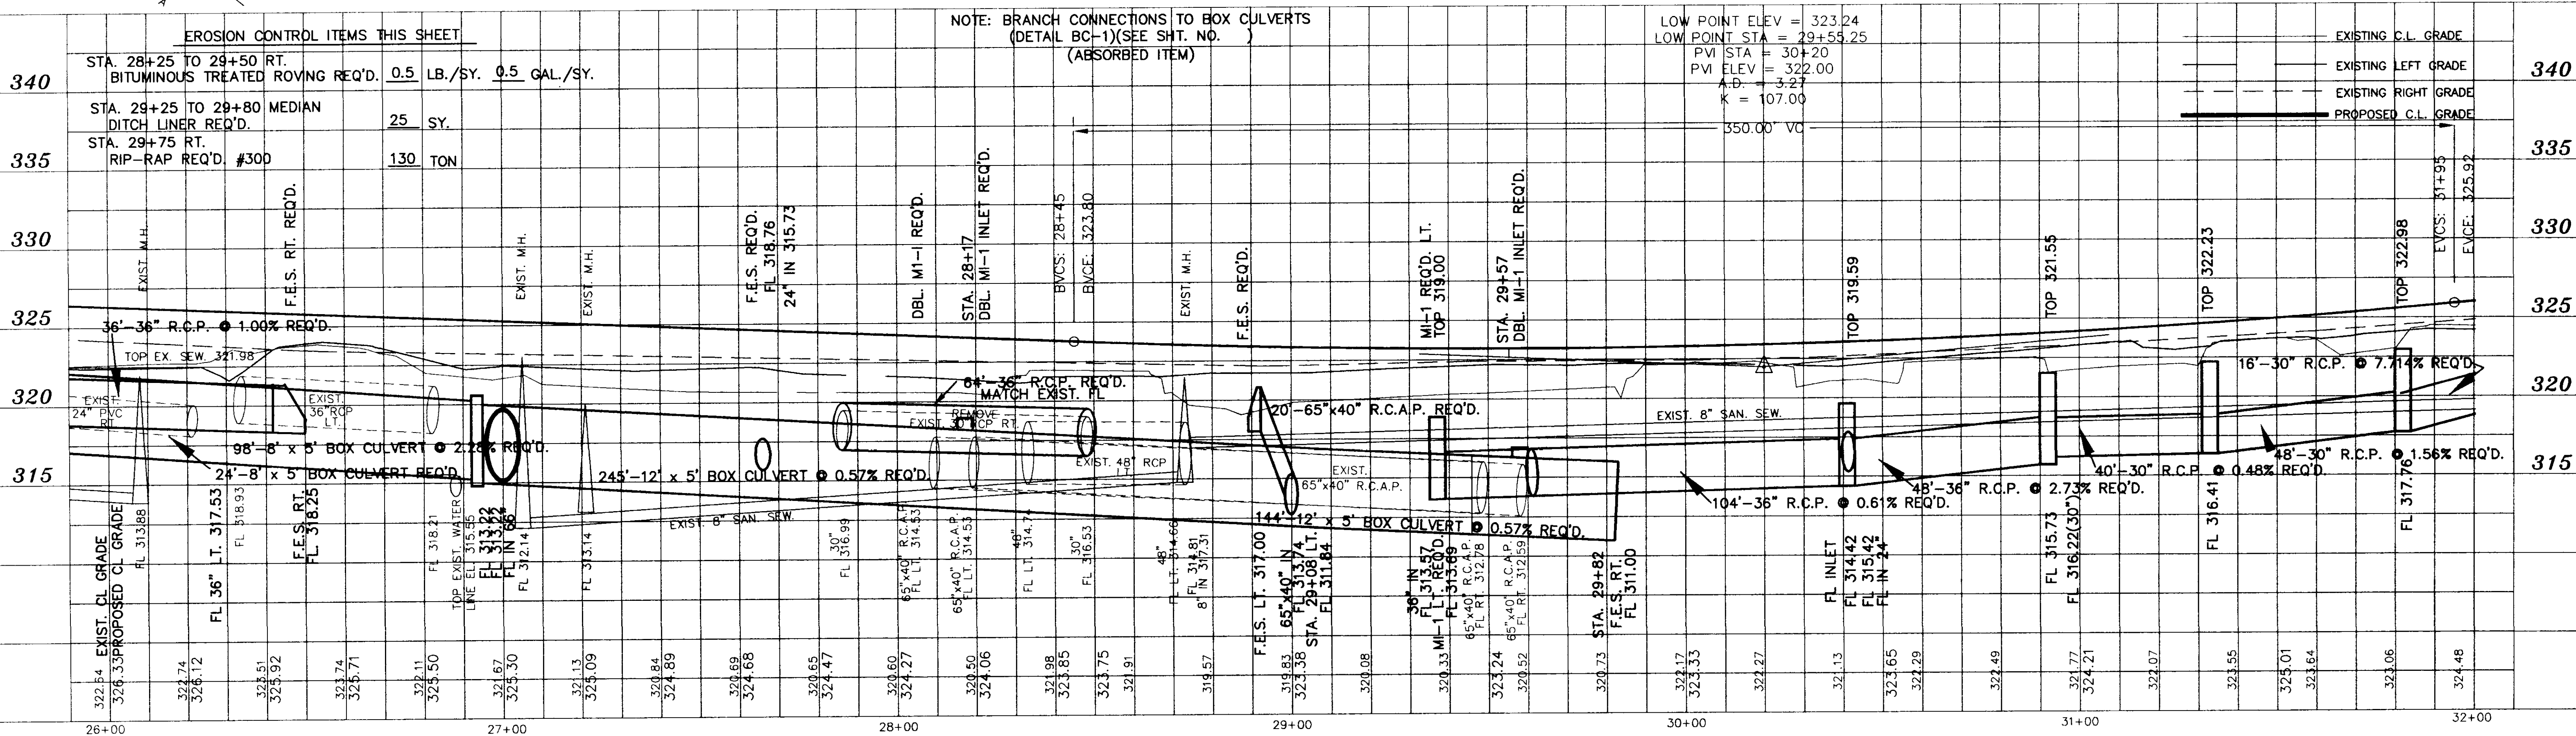 EROSION CONTROL ITEMS THIS SHEET
STA. 28+25 TO 29+50 RT.
BITUMINOUS TREATED ROVING REQ'D. 0.5 LB./SY. 0.5 GAL./SY.
STA. 29+25 TO 29+80 MEDIAN
DITCH LINER REQ'D. 25 SY.
STA. 29+75 RT.
RIP-RAP REQ'D. #300 130 TON
NOTE: BRANCH CONNECTIONS TO BOX CULVERTS
(DETAIL BC-1)(SEE SHT. NO. )
(ABSORBED ITEM)
LOW POINT ELEV = 323.24
LOW POINT STA = 29+55.25
PVI STA = 30+20
PVI ELEV = 322.00
A.D. = 3.27
K = 107.00
350.00' VC
EXISTING C.L. GRADE
EXISTING LEFT GRADE
EXISTING RIGHT GRADE
PROPOSED C.L. GRADE
340
335
330
325
320
315
340
335
330
325
320
315
EXIST. M.H.
F.E.S. RT. REQ'D.
EXIST. M.H.
EXIST. M.H.
F.E.S. REQ'D.
FL 318.76
24" IN 315.73
DBL. M1-I REQ'D.
STA. 28+17
DBL. MI-1 INLET REQ'D.
BVCS: 28+45
BVCE: 323.80
EXIST. M.H.
F.E.S. REQ'D.
MI-1 REQ'D. LT.
TOP 319.00
STA. 29+57
DBL. MI-1 INLET REQ'D.
TOP 319.59
TOP 321.55
TOP 322.23
TOP 322.98
EVCS: 31+95
EVCE: 325.92
36'-36" R.C.P. @ 1.00% REQ'D.
TOP EX. SEW. 321.98
EXIST.
24" PVC
RT.
EXIST.
36"RCP
LT.
98'-8' x 5' BOX CULVERT @ 2.28% REQ'D.
24'-8' x 5' BOX CULVERT REQ'D.
245'-12' x 5' BOX CULVERT @ 0.57% REQ'D.
EXIST. 8" SAN. SEW.
64'-36" R.C.P. REQ'D.
MATCH EXIST. FL
REMOVE
EXIST. 30" RCP RT.
EXIST. 48" RCP
LT.
20'-65"x40" R.C.A.P. REQ'D.
EXIST.
65"x40" R.C.A.P.
144'-12' x 5' BOX CULVERT @ 0.57% REQ'D.
EXIST. 8" SAN. SEW.
104'-36" R.C.P. @ 0.61% REQ'D.
48'-36" R.C.P. @ 2.73% REQ'D.
40'-30" R.C.P. @ 0.48% REQ'D.
48'-30" R.C.P. @ 1.56% REQ'D.
16'-30" R.C.P. @ 7.714% REQ'D.
EXIST. CL GRADE
PROPOSED CL GRADE
FL 313.88
FL 36" LT. 317.53
FL 318.93
F.E.S. RT.
FL 318.25
FL 318.21
TOP EXIST. WATER
LINE EL. 315.55
FL 313.22
FL IN 66"
FL 312.14
FL 313.14
30"
FL 316.99
65"x40" R.C.A.P.
FL LT. 314.53
65"x40" R.C.A.P.
FL LT. 314.53
48"
FL LT. 314.74
30"
FL 316.53
48"
FL LT. 314.66
FL 314.81
8" IN 317.31
F.E.S. LT. 317.00
65"x40" IN
FL 313.74
STA. 29+08 LT.
FL 311.84
36" IN
FL 313.57
MI-1 LT. REQ'D.
FL 313.69
65"x40" R.C.A.P.
FL RT. 312.78
65"x40" R.C.A.P.
FL RT. 312.59
STA. 29+82
F.E.S. RT.
FL 311.00
FL INLET
FL 314.42
FL 315.42
FL IN 24"
FL 315.73
FL 316.22(30")
FL 316.41
FL 317.76
322.54
326.33
322.74
326.12
323.51
325.92
323.74
325.71
322.11
325.50
321.67
325.30
321.13
325.09
320.84
324.89
320.69
324.68
320.65
324.47
320.60
324.27
320.50
324.06
321.98
323.85
323.75
321.91
319.57
319.83
323.38
320.08
320.33
323.24
320.52
320.73
322.17
323.33
322.27
321.13
323.65
322.29
322.49
321.77
324.21
322.07
323.55
325.01
323.64
323.06
324.48
26+00
27+00
28+00
29+00
30+00
31+00
32+00